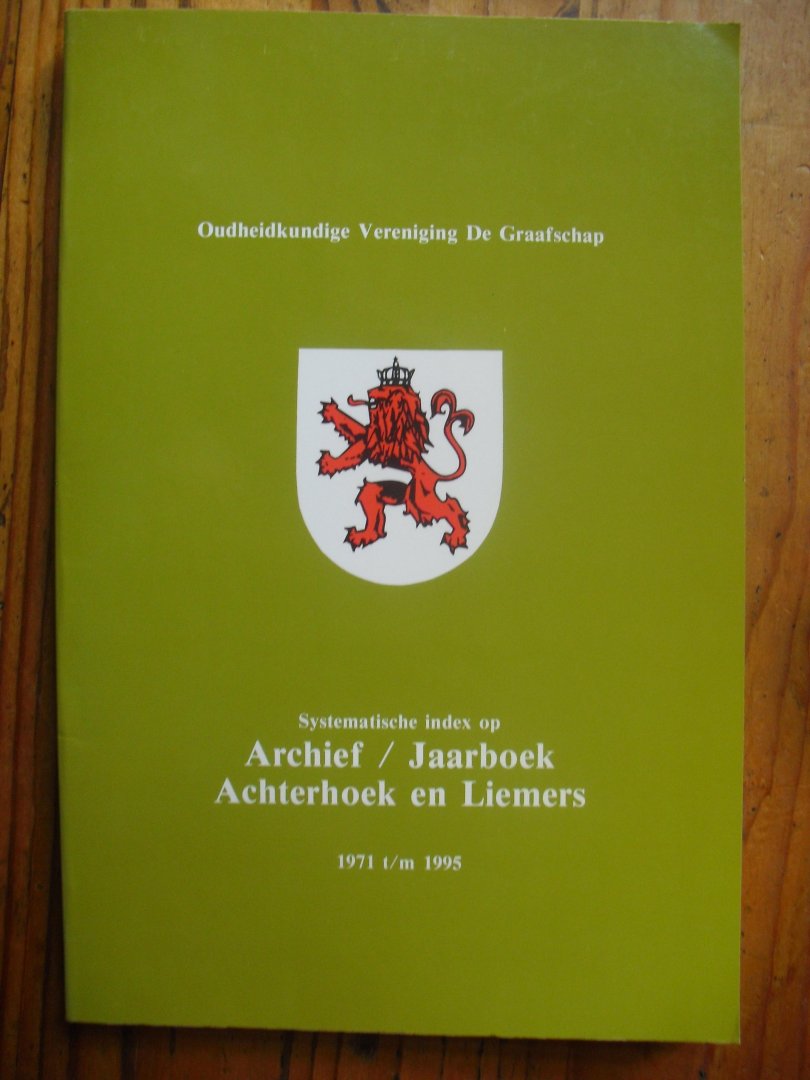 Oudheidkundige Vereniging De Graafschap
Systematische index op
Archief / Jaarboek
Achterhoek en Liemers
1971 t/m 1995